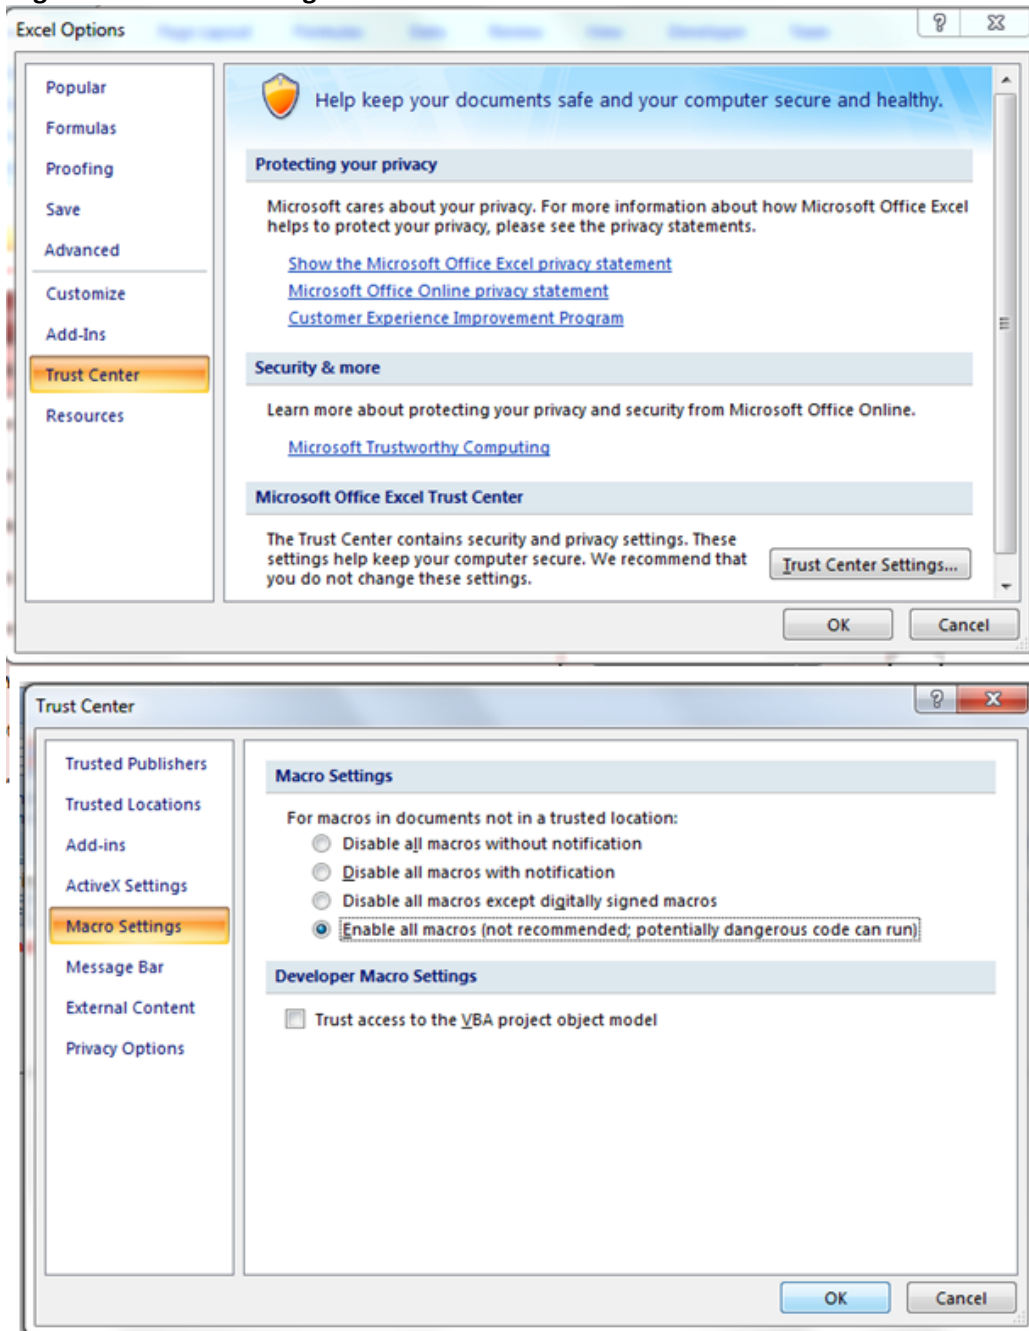 Excel Options
Popular
Formulas
Proofing
Save
Advanced
Customize
Add-Ins
Trust Center
Resources
Help keep your documents safe and your computer secure and healthy.
Protecting your privacy
Microsoft cares about your privacy. For more information about how Microsoft Office Excel
helps to protect your privacy, please see the privacy statements.
Show the Microsoft Office Excel privacy statement
Microsoft Office Online privacy statement
Customer Experience Improvement Program
Security & more
Learn more about protecting your privacy and security from Microsoft Office Online.
Microsoft Trustworthy Computing
Microsoft Office Excel Trust Center
The Trust Center contains security and privacy settings. These
settings help keep your computer secure. We recommend that
you do not change these settings.
Trust Center Settings...
OK
Cancel
Trust Center
Trusted Publishers
Trusted Locations
Add-ins
ActiveX Settings
Macro Settings
Message Bar
External Content
Privacy Options
Macro Settings
For macros in documents not in a trusted location:
Disable all macros without notification
Disable all macros with notification
Disable all macros except digitally signed macros
Enable all macros (not recommended; potentially dangerous code can run)
Developer Macro Settings
Trust access to the VBA project object model
OK
Cancel